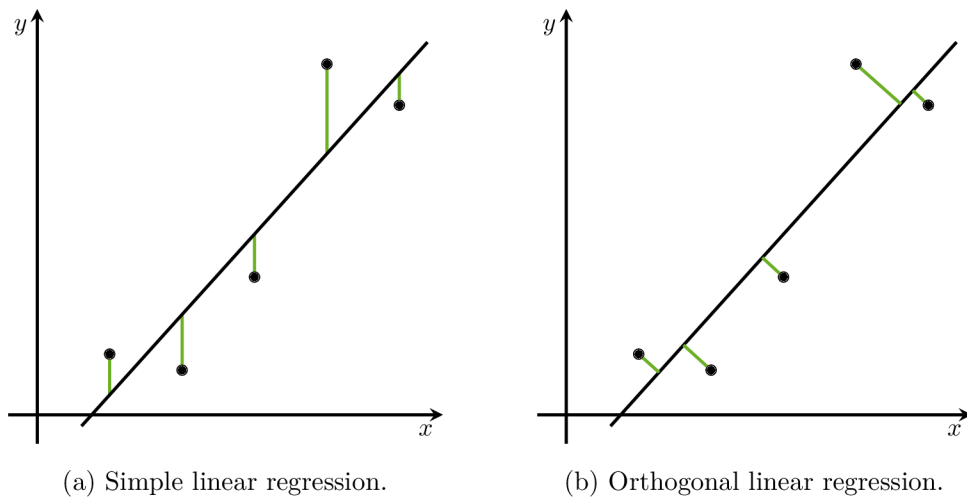 y
x
(a) Simple linear regression.
y
x
(b) Orthogonal linear regression.